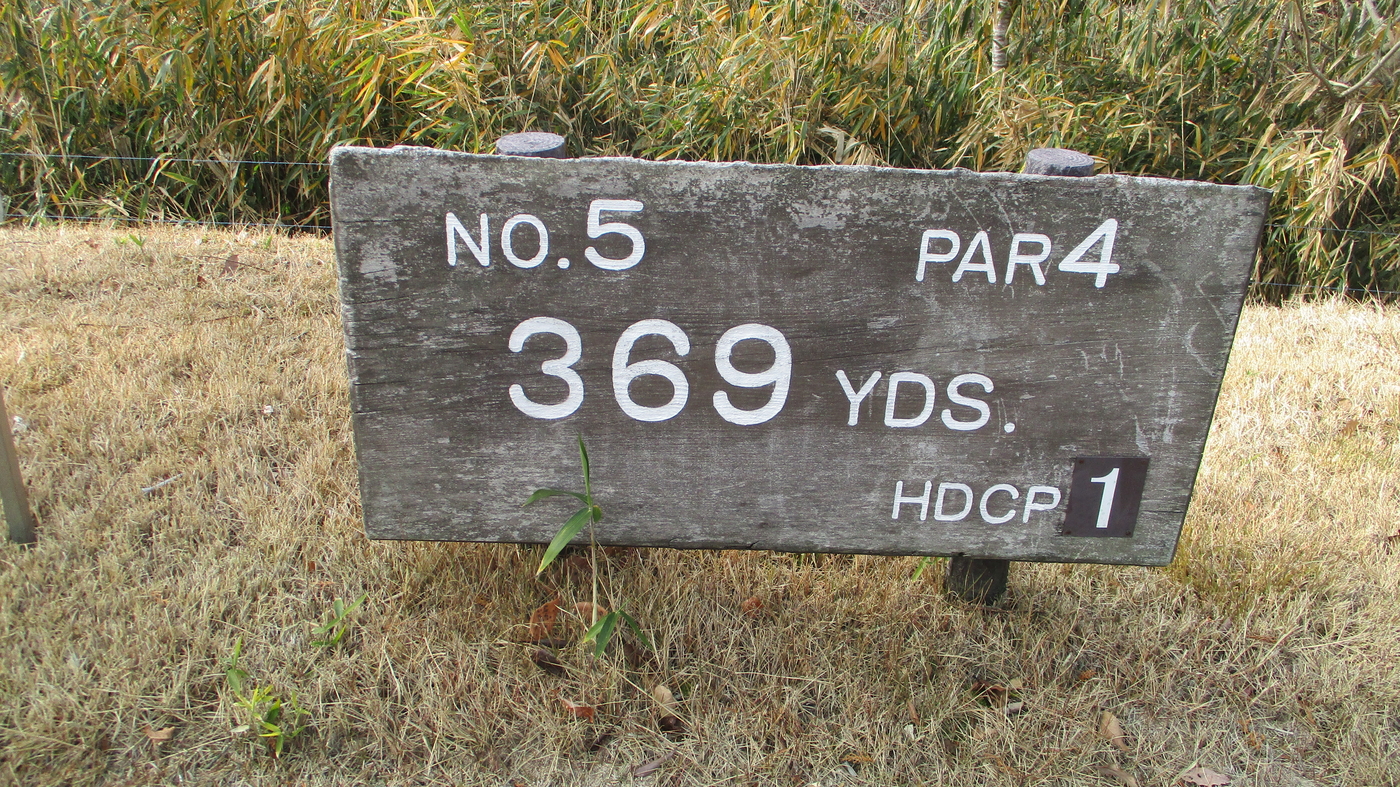 NO.5 PAR4
369 YDS.
HDCP 1